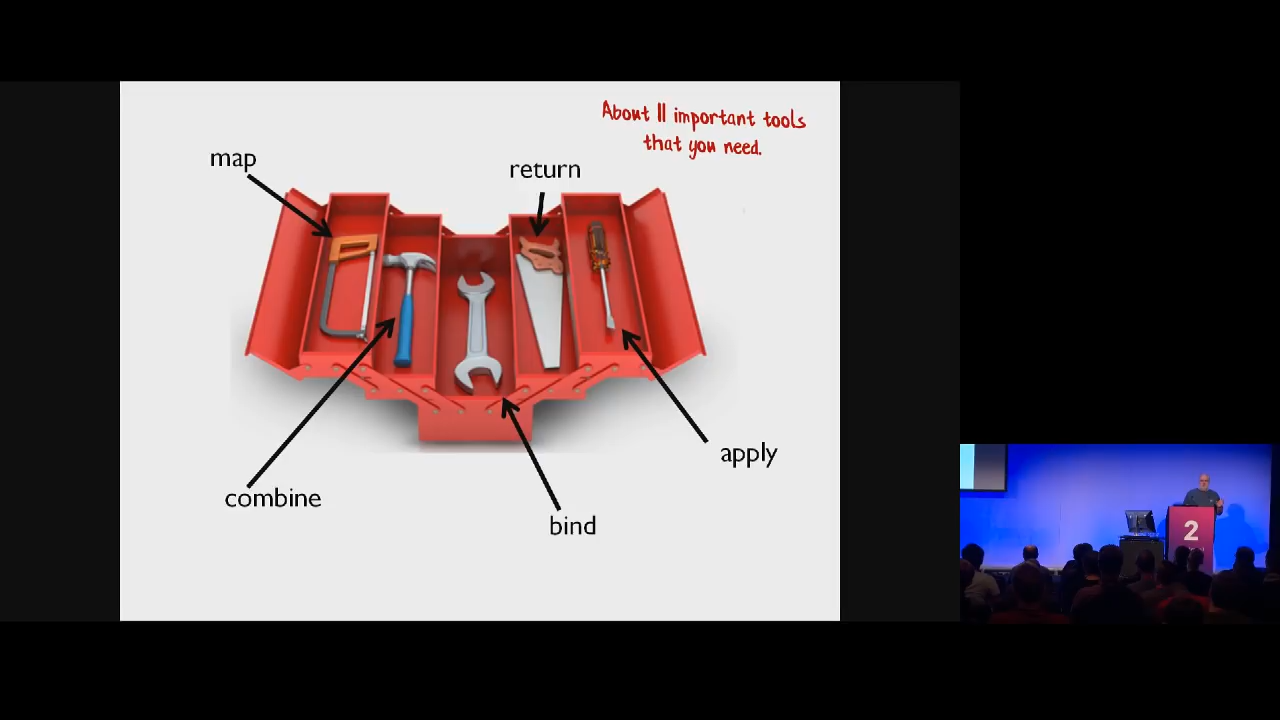 About 11 important tools
that you need.
map
return
combine
apply
bind
2